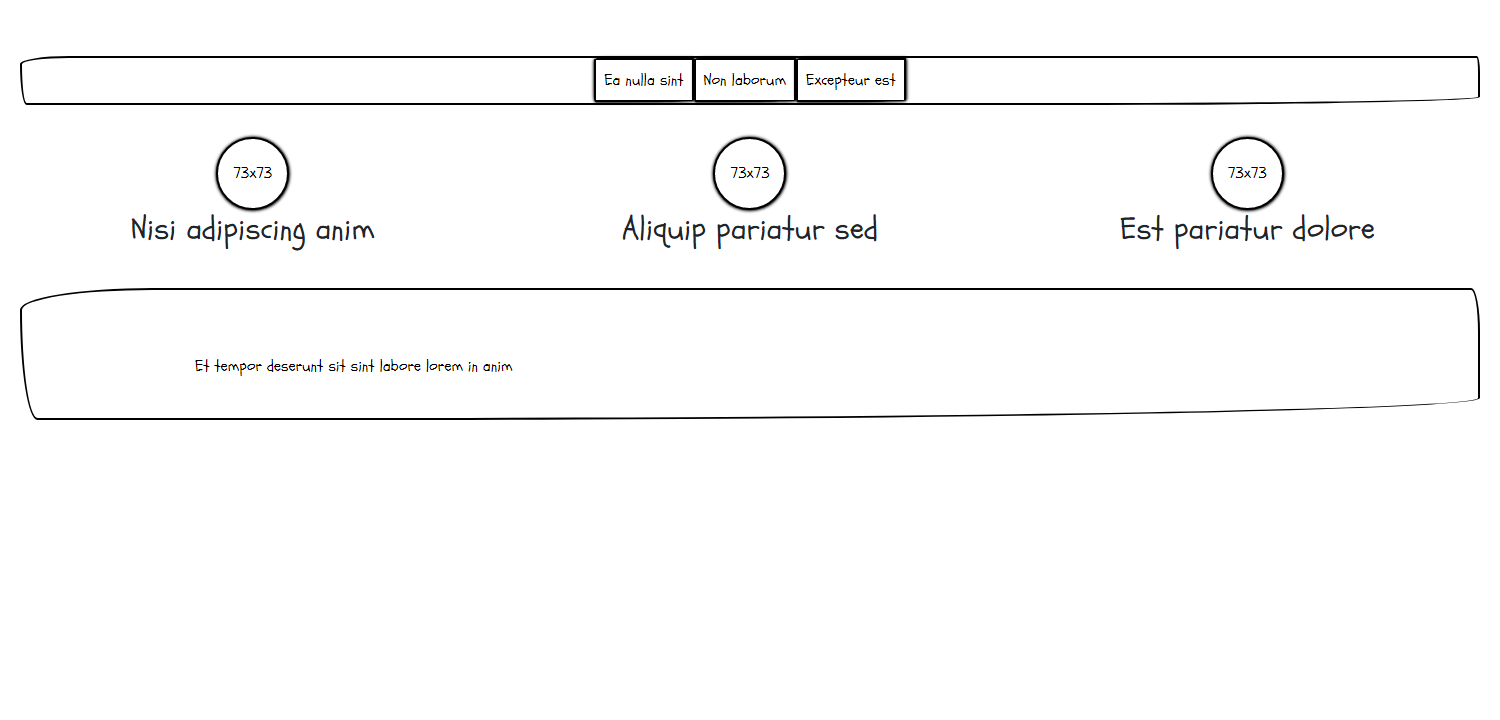 Ea nulla sint Non laborum Excepteur est
73x73 73x73 73x73
Nisi adipiscing anim Aliquip pariatur sed Est pariatur dolore
Et tempor deserunt sit sint labore lorem in anim